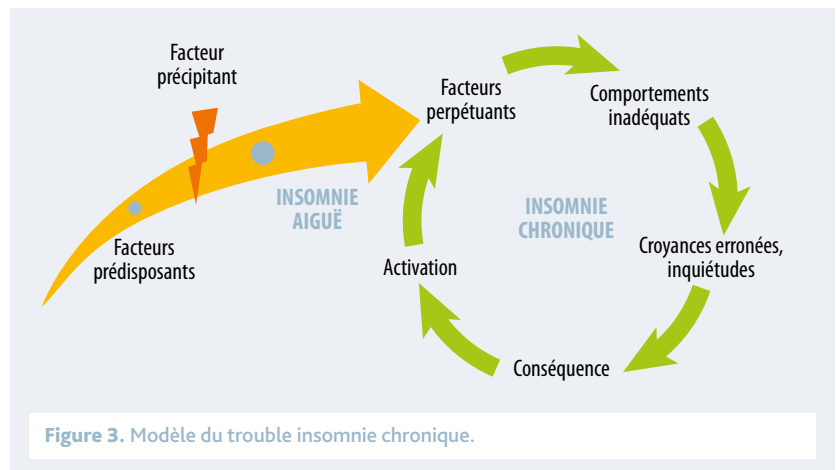 Facteur
précipitant
Facteurs
prédisposants
INSOMNIE
AIGUË
Facteurs
perpétuants
Comportements
inadéquats
Croyances erronées,
inquiétudes
Conséquence
Activation
INSOMNIE
CHRONIQUE
Figure 3. Modèle du trouble insomnie chronique.